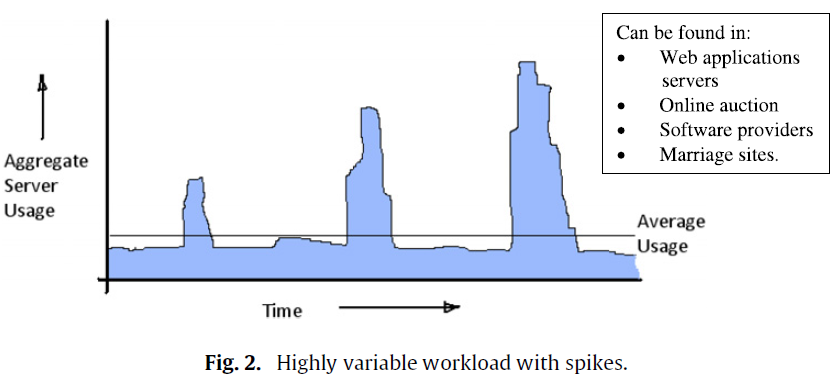 Can be found in:
• Web applications
servers
• Online auction
• Software providers
• Marriage sites.
Aggregate
Server
Usage
Average
Usage
Time
Fig. 2. Highly variable workload with spikes.